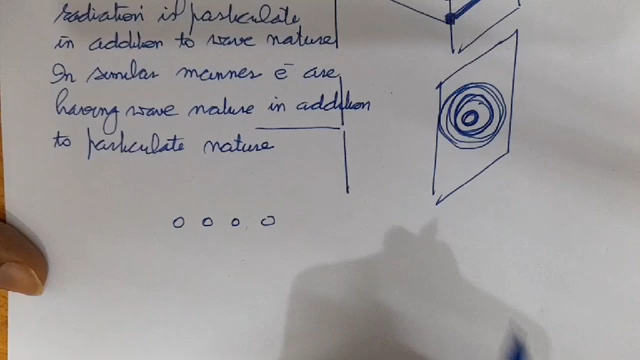 radiation is particulate
in addition to wave nature
In similar manner ē are
having wave nature in addition
to particulate nature